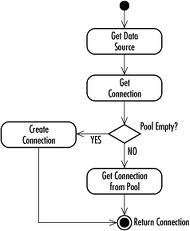 Get Data
Source
Get
Connection
Pool Empty?
Create
Connection
YES
NO
Get Connection
from Pool
Return Connection